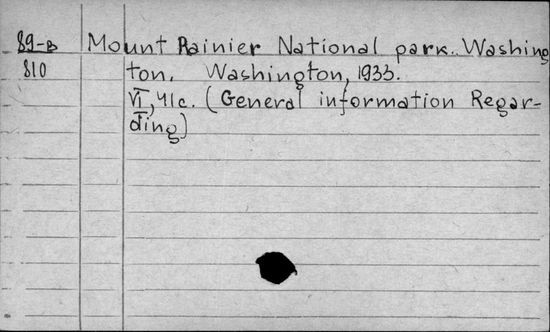 89-B Mount Rainier National park. Washing
810 ton. Washington, 1933.
VI, 41c. (General information Regar-
ding)